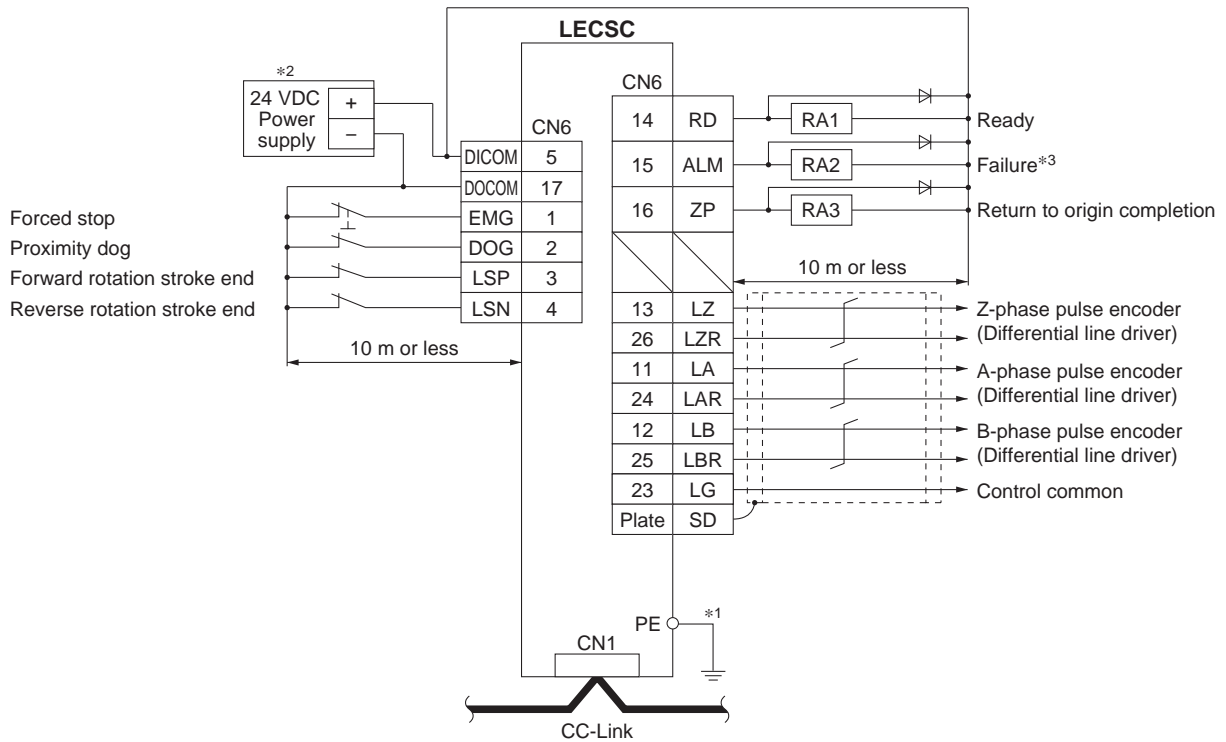 LECSC
*2
24 VDC
Power
supply
+
−
CN6
DICOM 5
DOCOM 17
EMG 1
DOG 2
LSP 3
LSN 4
Forced stop
Proximity dog
Forward rotation stroke end
Reverse rotation stroke end
10 m or less
CN6
14 RD RA1 Ready
15 ALM RA2 Failure*3
16 ZP RA3 Return to origin completion
10 m or less
13 LZ Z-phase pulse encoder
26 LZR (Differential line driver)
11 LA A-phase pulse encoder
24 LAR (Differential line driver)
12 LB B-phase pulse encoder
25 LBR (Differential line driver)
23 LG Control common
Plate SD
PE *1
CN1
CC-Link